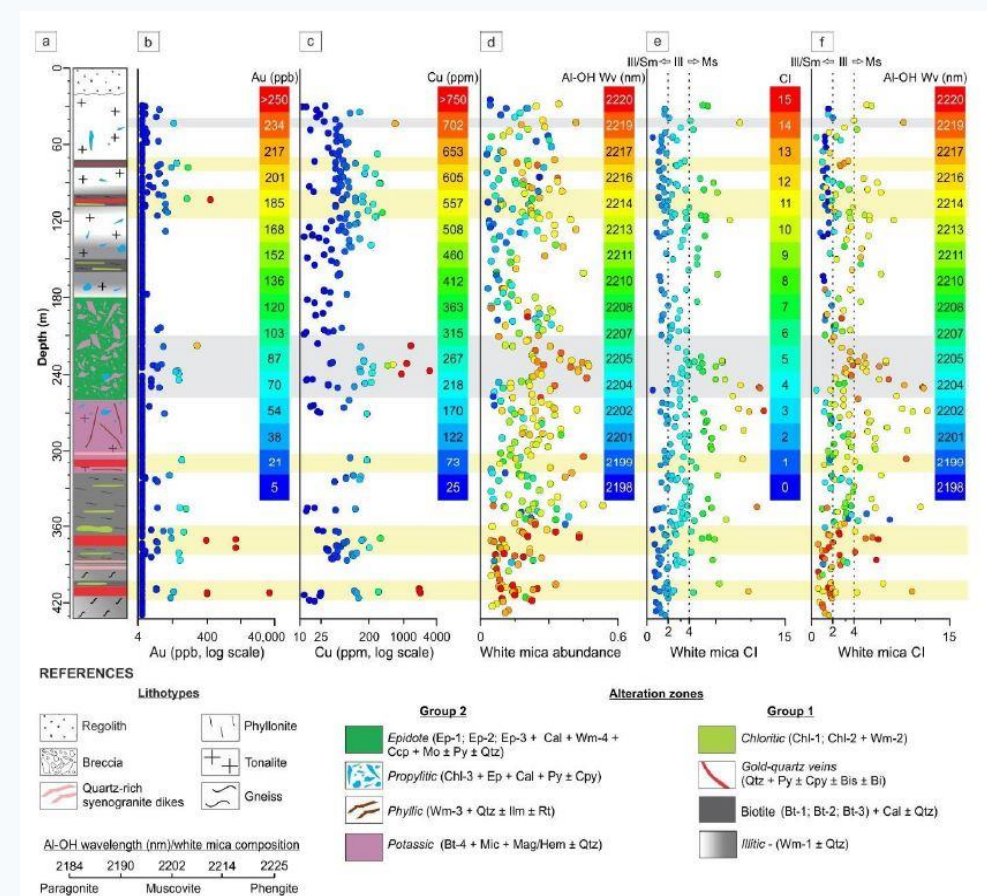 a
b
c
d
e
f
Ill/Sm ⇐ Ill ⇒ Ms
Ill/Sm ⇐ Ill ⇒ Ms
Au (ppb)
Cu (ppm)
Al-OH Wv (nm)
CI
Al-OH Wv (nm)
>250 >750 2220 15 2220
234 702 2219 14 2219
217 653 2217 13 2217
201 605 2216 12 2216
185 557 2214 11 2214
168 508 2213 10 2213
152 460 2211 9 2211
136 412 2210 8 2210
120 363 2208 7 2208
103 315 2207 6 2207
87 267 2205 5 2205
70 218 2204 4 2204
54 170 2202 3 2202
38 122 2201 2 2201
21 73 2199 1 2199
5 25 2198 0 2198
Depth (m)
0
60
120
180
240
300
360
420
4 400 40,000
10 25 200 1000 4000
0 0.6
0 2 4 15
0 2 4 15
Au (ppb, log scale)
Cu (ppm, log scale)
White mica abundance
White mica CI
White mica CI
REFERENCES
Lithotypes
Regolith
Phyllonite
Breccia
Tonalite
Quartz-rich
syenogranite dikes
Gneiss
Al-OH wavelength (nm)/white mica composition
2184 2190 2202 2214 2225
Paragonite Muscovite Phengite
Alteration zones
Group 2
Epidote (Ep-1; Ep-2; Ep-3 + Cal + Wm-4 +
Ccp + Mo ± Py ± Qtz)
Propylitic (Chl-3 + Ep + Cal + Py ± Cpy)
Phyllic (Wm-3 + Qtz ± Ilm ± Rt)
Potassic (Bt-4 + Mic + Mag/Hem ± Qtz)
Group 1
Chloritic (Chl-1; Chl-2 + Wm-2)
Gold-quartz veins
(Qtz + Py ± Cpy ± Bis ± Bi)
Biotite (Bt-1; Bt-2; Bt-3) + Cal ± Qtz)
Illitic - (Wm-1 ± Qtz)